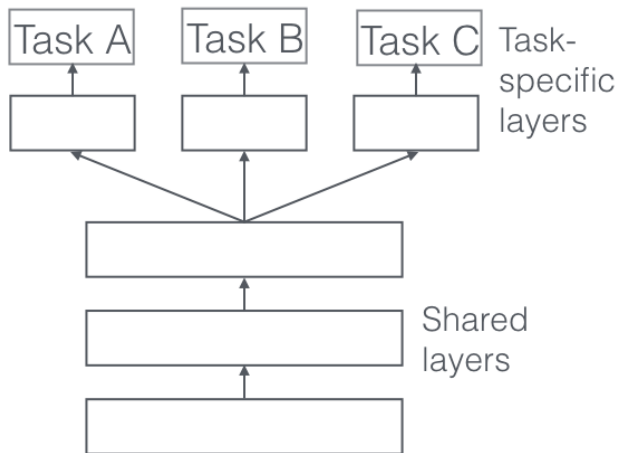 Task A
Task B
Task C
Task-
specific
layers
Shared
layers